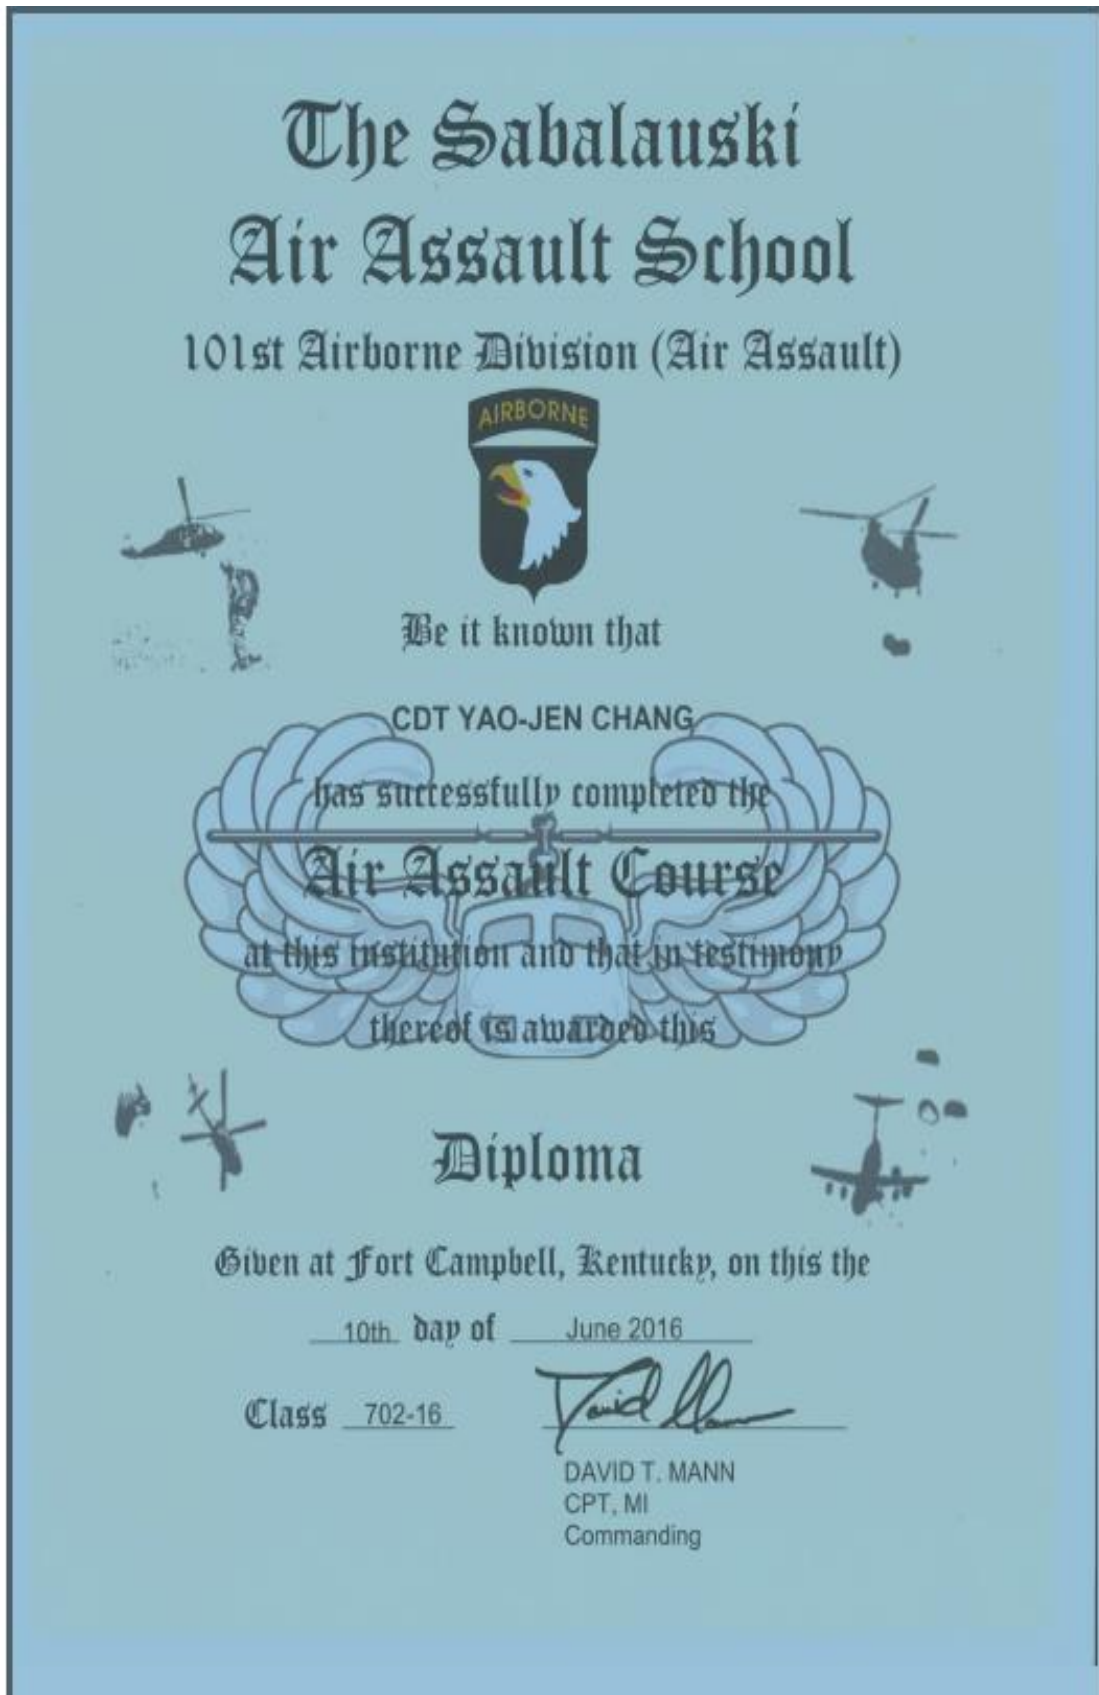 The Sabalauski
Air Assault School
101st Airborne Division (Air Assault)
AIRBORNE
Be it known that
CDT YAO-JEN CHANG
has successfully completed the
Air Assault Course
at this institution and that in testimony
thereof is awarded this
Diploma
Given at Fort Campbell, Kentucky, on this the
10th day of June 2016
Class 702-16
David Mann
DAVID T. MANN
CPT, MI
Commanding